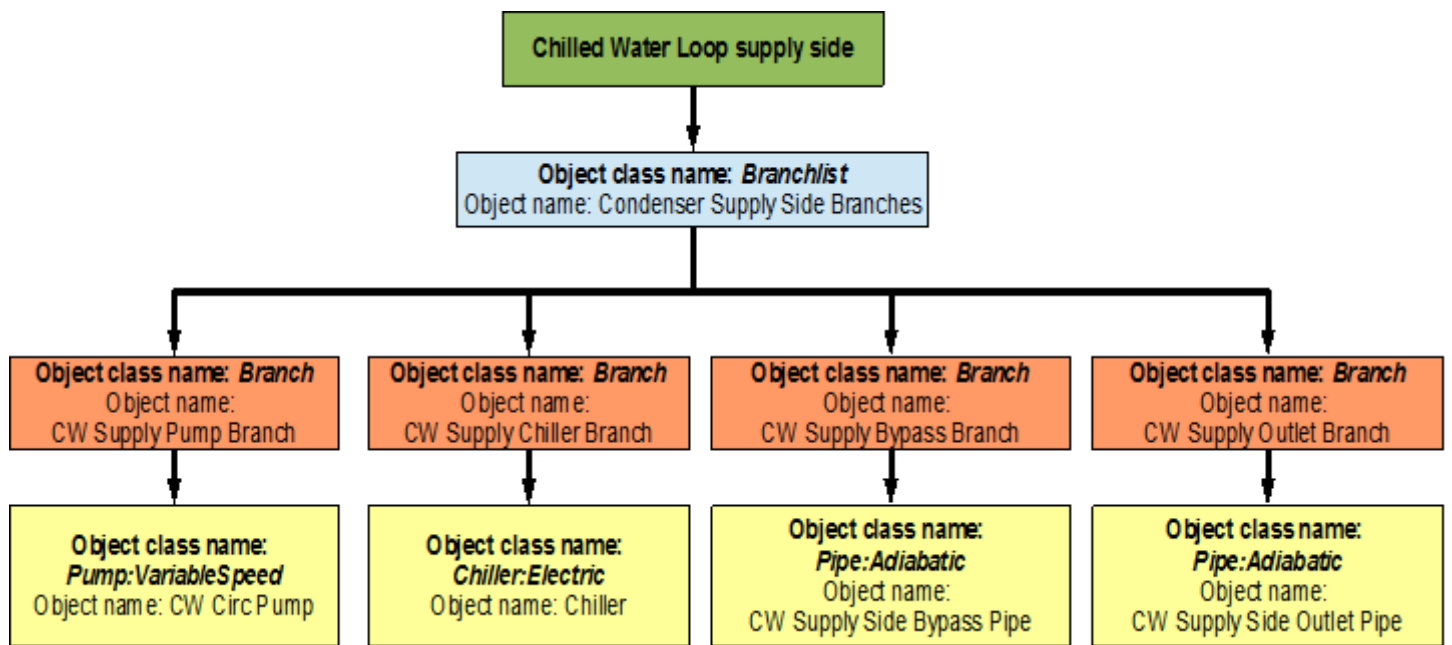 Chilled Water Loop supply side
Object class name: Branchlist
Object name: Condenser Supply Side Branches
Object class name: Branch
Object name:
CW Supply Pump Branch
Object class name: Branch
Object name:
CW Supply Chiller Branch
Object class name: Branch
Object name:
CW Supply Bypass Branch
Object class name: Branch
Object name:
CW Supply Outlet Branch
Object class name:
Pump:VariableSpeed
Object name: CW Circ Pump
Object class name:
Chiller:Electric
Object name: Chiller
Object class name:
Pipe:Adiabatic
Object name:
CW Supply Side Bypass Pipe
Object class name:
Pipe:Adiabatic
Object name:
CW Supply Side Outlet Pipe